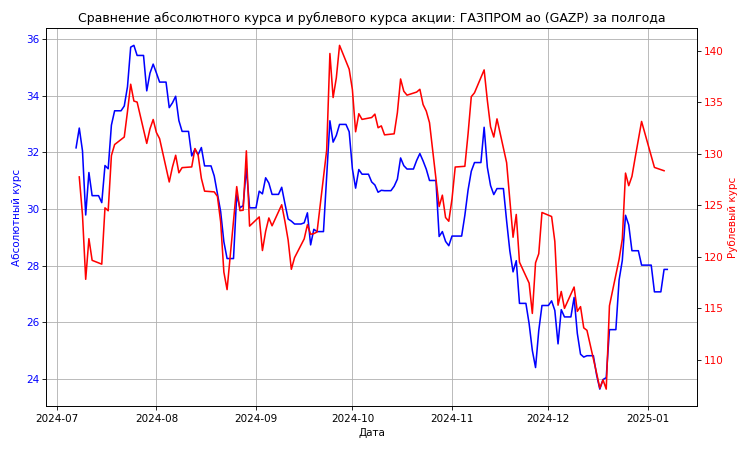 Сравнение абсолютного курса и рублевого курса акции: ГАЗПРОМ ао (GAZP) за полгода
36
34
32
30
28
26
24
Абсолютный курс
140
135
130
125
120
115
110
Рублевый курс
2024-07 2024-08 2024-09 2024-10 2024-11 2024-12 2025-01
Дата